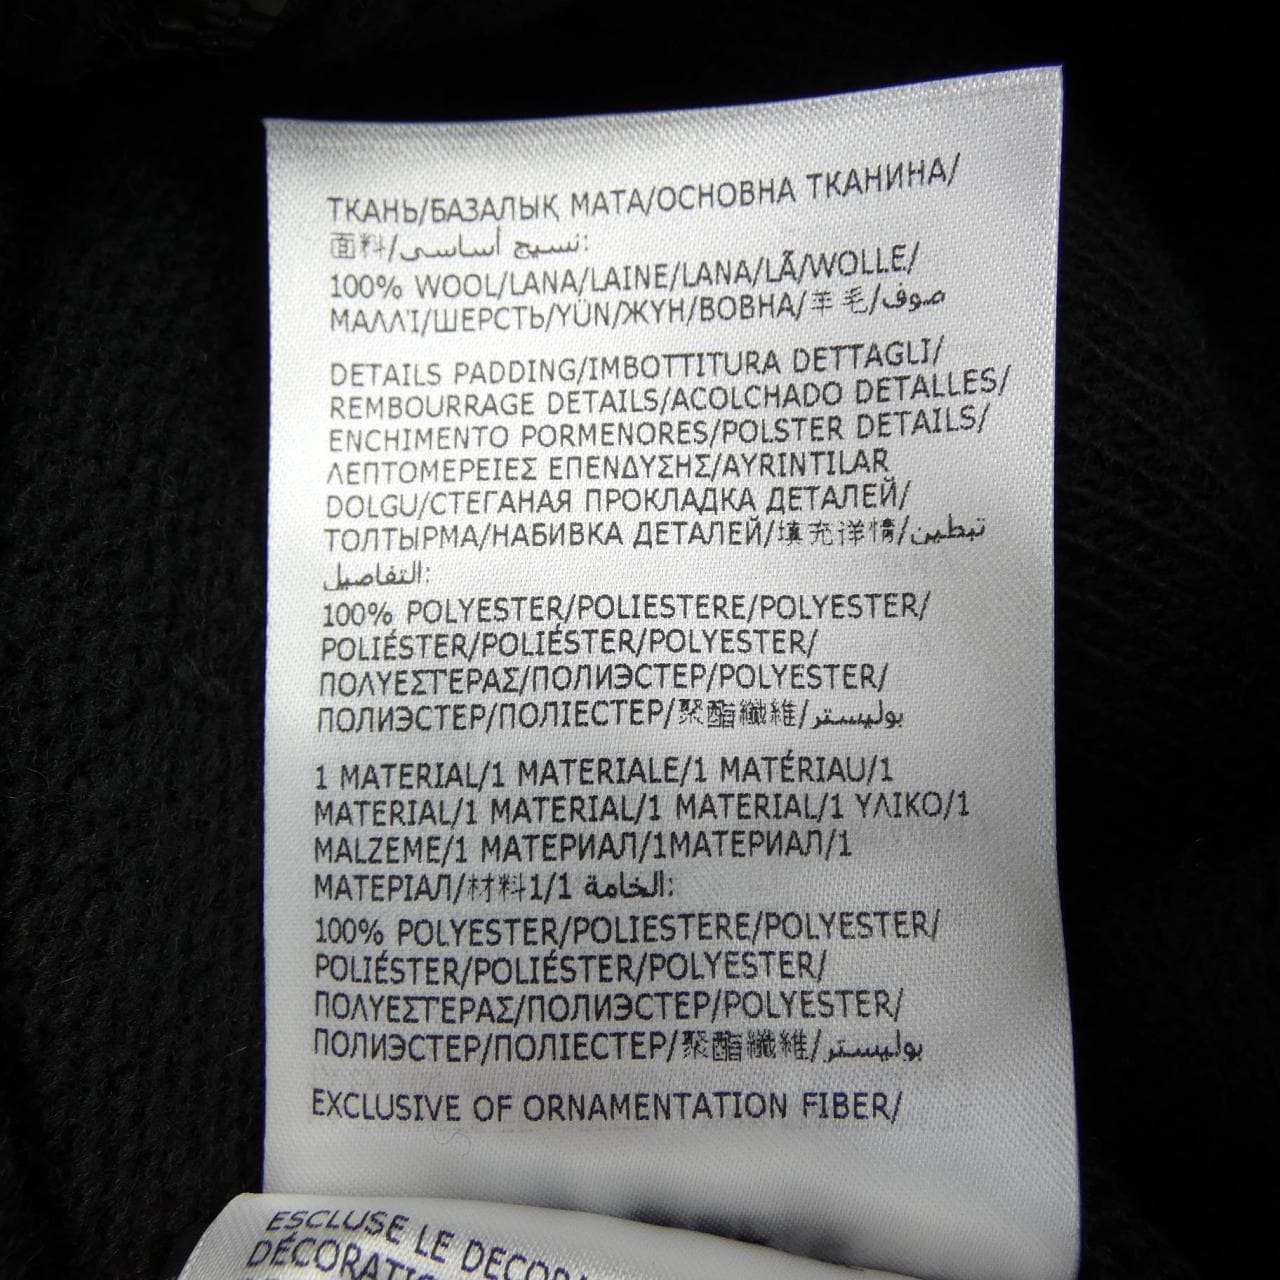 ТКАНЬ/БАЗАЛЫҚ МАТА/ОСНОВНА ТКАНИНА/
面料/نسيج أساسى:
100% WOOL/LANA/LAINE/LANA/LÃ/WOLLE/
ΜΑΛΛΊ/ШЕРСТЬ/YÜN/ЖҮН/ВОВНА/羊毛/صوف
DETAILS PADDING/IMBOTTITURA DETTAGLI/
REMBOURRAGE DETAILS/ACOLCHADO DETALLES/
ENCHIMENTO PORMENORES/POLSTER DETAILS/
ΛΕΠΤΟΜΕΡΕΙΕΣ ΕΠΕΝΔΥΣΗΣ/AYRINTILAR
DOLGU/СТЕГАНАЯ ПРОКЛАДКА ДЕТАЛЕЙ/
ТОЛТЫРМА/НАБИВКА ДЕТАЛЕЙ/填充详情/تبطين
التفاصيل:
100% POLYESTER/POLIESTERE/POLYESTER/
POLIÉSTER/POLIÉSTER/POLYESTER/
ΠΟΛΥΕΣΤΕΡΑΣ/ПОЛИЭСТЕР/POLYESTER/
ПОЛИЭСТЕР/ПОЛІЕСТЕР/聚酯纖維/بوليستر
1 MATERIAL/1 MATERIALE/1 MATÉRIAU/1
MATERIAL/1 MATERIAL/1 MATERIAL/1 ΥΛΙΚΟ/1
MALZEME/1 МАТЕРИАЛ/1МАТЕРИАЛ/1
МАТЕРІАЛ/材料1/1 الخامة:
100% POLYESTER/POLIESTERE/POLYESTER/
POLIÉSTER/POLIÉSTER/POLYESTER/
ΠΟΛΥΕΣΤΕΡΑΣ/ПОЛИЭСТЕР/POLYESTER/
ПОЛИЭСТЕР/ПОЛІЕСТЕР/聚酯纖維/بوليستر
EXCLUSIVE OF ORNAMENTATION FIBER/
ESCLUSE LE